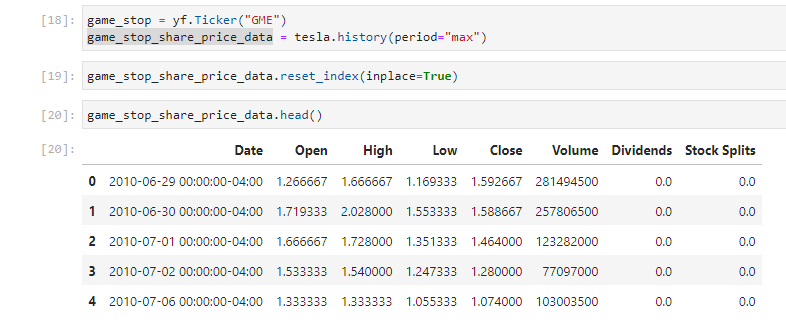 [18]: game_stop = yf.Ticker("GME")
game_stop_share_price_data = tesla.history(period="max")
[19]: game_stop_share_price_data.reset_index(inplace=True)
[20]: game_stop_share_price_data.head()
[20]: Date Open High Low Close Volume Dividends Stock Splits
0 2010-06-29 00:00:00-04:00 1.266667 1.666667 1.169333 1.592667 281494500 0.0 0.0
1 2010-06-30 00:00:00-04:00 1.719333 2.028000 1.553333 1.588667 257806500 0.0 0.0
2 2010-07-01 00:00:00-04:00 1.666667 1.728000 1.351333 1.464000 123282000 0.0 0.0
3 2010-07-02 00:00:00-04:00 1.533333 1.540000 1.247333 1.280000 77097000 0.0 0.0
4 2010-07-06 00:00:00-04:00 1.333333 1.333333 1.055333 1.074000 103003500 0.0 0.0